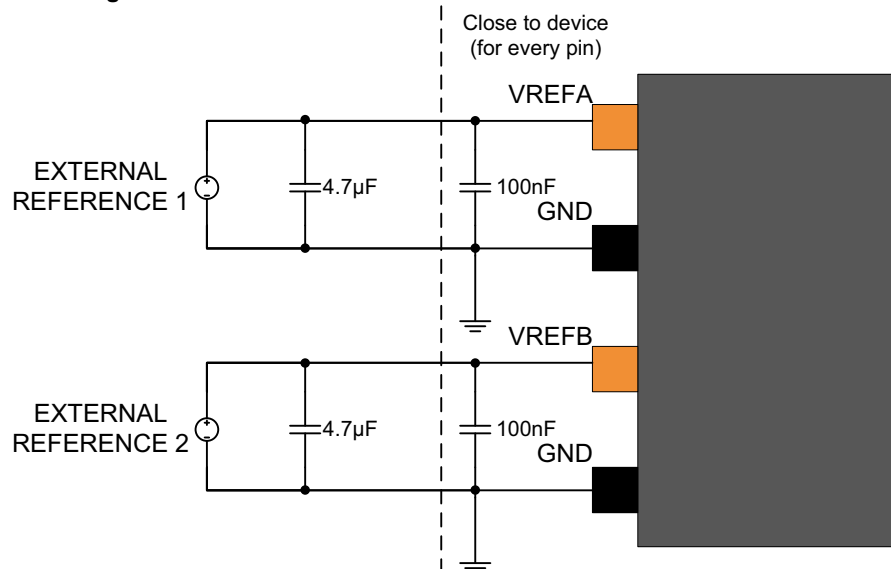 Close to device
(for every pin)
VREFA
EXTERNAL
REFERENCE 1
4.7µF
100nF
GND
VREFB
EXTERNAL
REFERENCE 2
4.7µF
100nF
GND